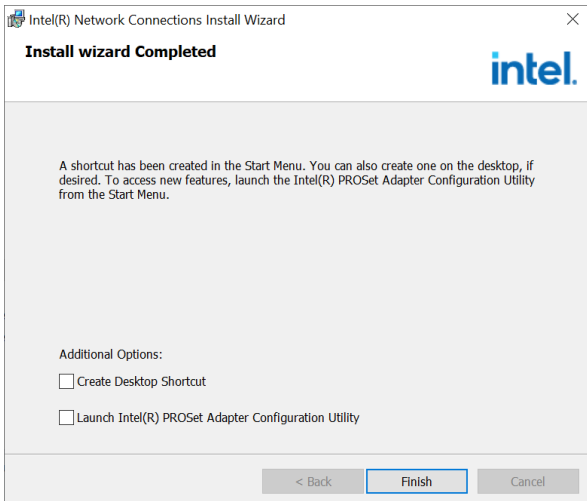 Intel(R) Network Connections Install Wizard
Install wizard Completed
intel.
A shortcut has been created in the Start Menu. You can also create one on the desktop, if
desired. To access new features, launch the Intel(R) PROSet Adapter Configuration Utility
from the Start Menu.
Additional Options:
Create Desktop Shortcut
Launch Intel(R) PROSet Adapter Configuration Utility
< Back
Finish
Cancel